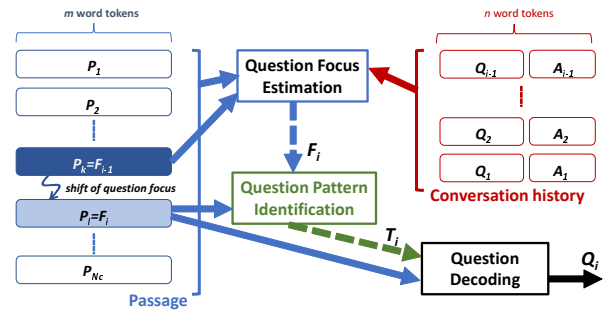 m word tokens
n word tokens
P1
P2
Pk=Fi-1
shift of question focus
Pl=Fi
PNc
Passage
Question Focus
Estimation
Fi
Question Pattern
Identification
Ti
Question
Decoding
Qi
Qi-1
Ai-1
Q2
A2
Q1
A1
Conversation history